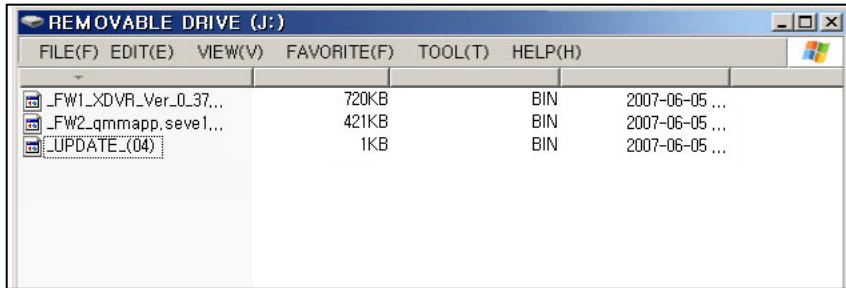 REMOVABLE DRIVE (J:)
FILE(F) EDIT(E) VIEW(V) FAVORITE(F) TOOL(T) HELP(H)
_FW1_XDVR_Ver_0_37... 720KB BIN 2007-06-05 ...
_FW2_qmmapp,seve1... 421KB BIN 2007-06-05 ...
_UPDATE_(04) 1KB BIN 2007-06-05 ...